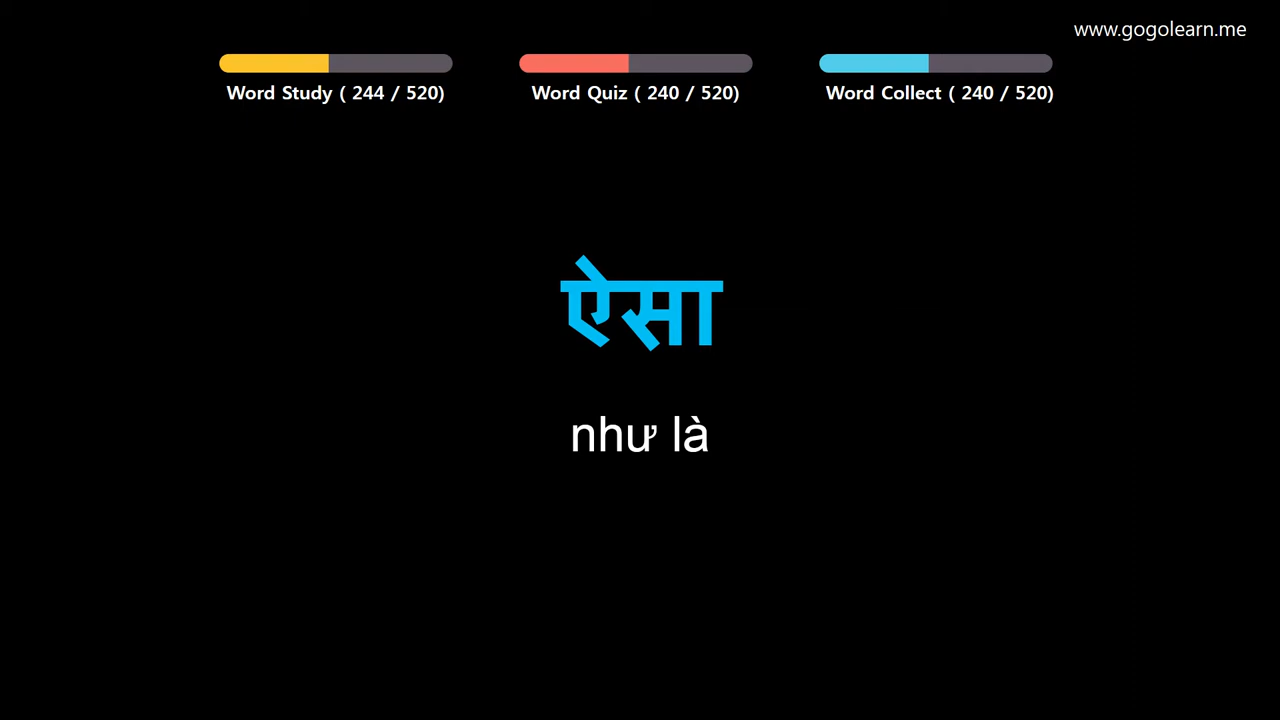 www.gogolearn.me
Word Study ( 244 / 520)
Word Quiz ( 240 / 520)
Word Collect ( 240 / 520)
ऐसा
như là